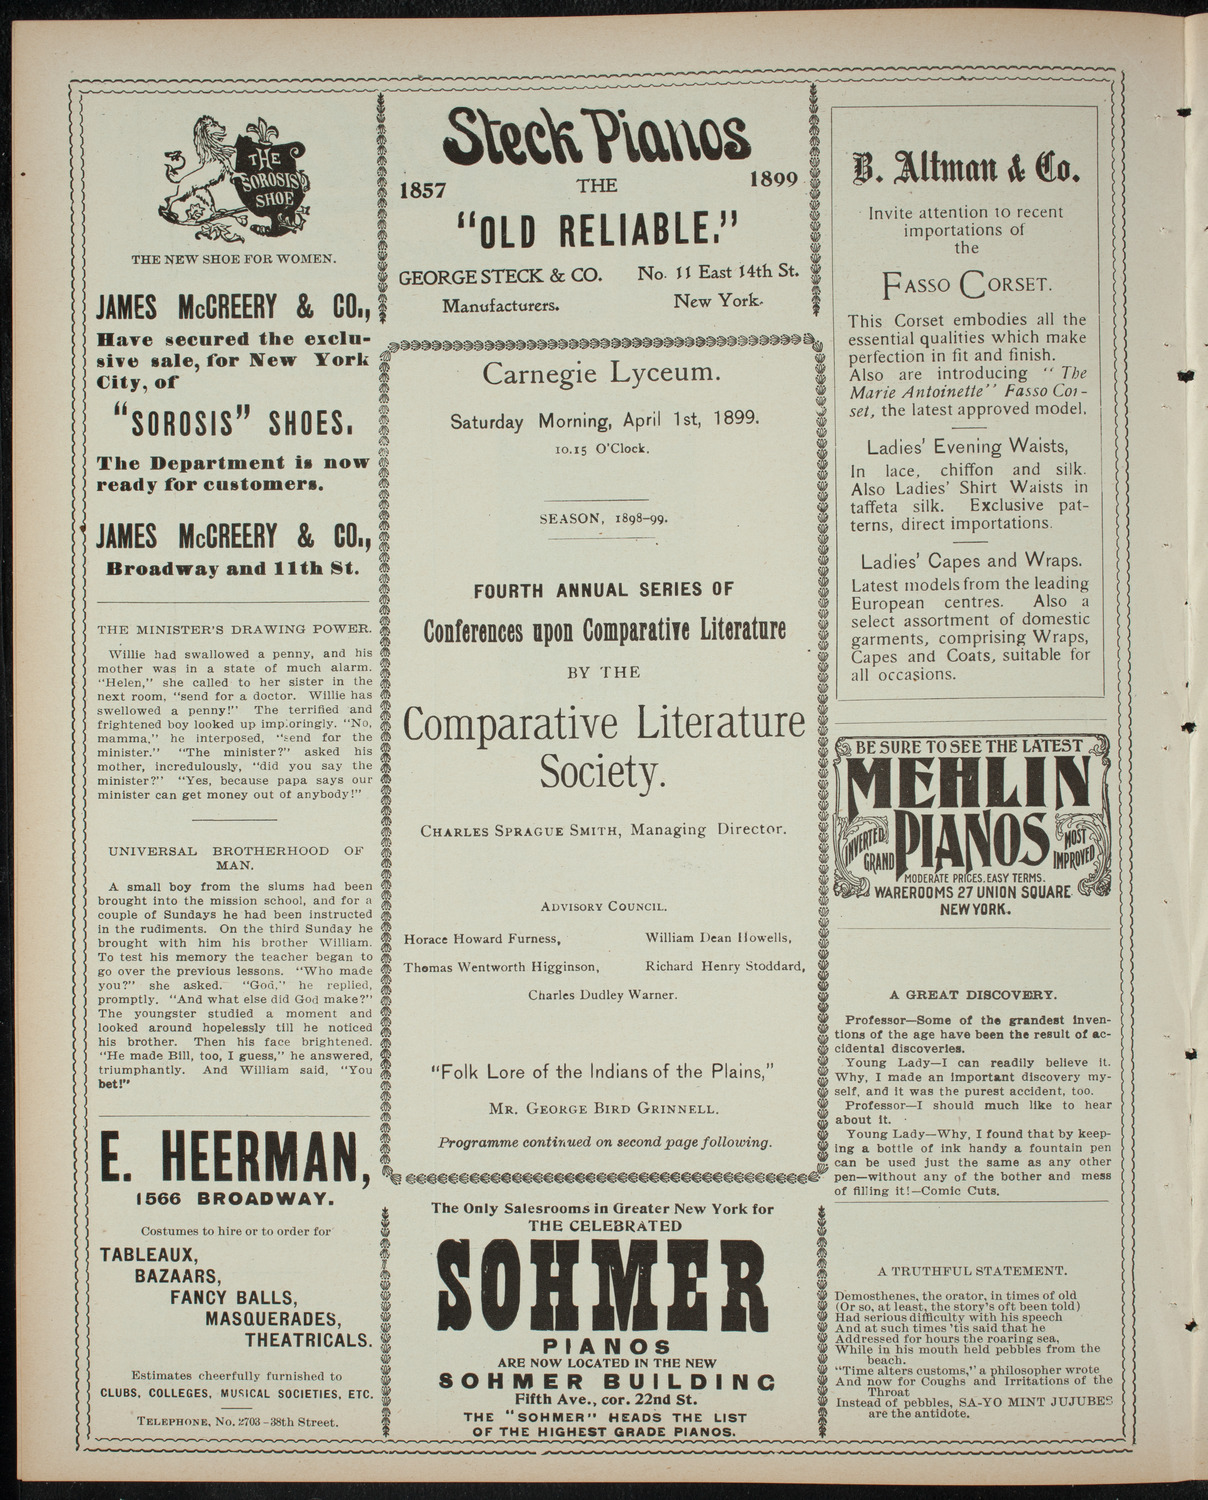 THE
SOROSIS
SHOE
THE NEW SHOE FOR WOMEN.
JAMES McCREERY & CO.,
Have secured the exclu-
sive sale, for New York
City, of
"SOROSIS" SHOES.
The Department is now
ready for customers.
JAMES McCREERY & CO.,
Broadway and 11th St.
THE MINISTER'S DRAWING POWER.
Willie had swallowed a penny, and his
mother was in a state of much alarm.
"Helen," she called to her sister in the
next room, "send for a doctor. Willie has
swellowed a penny!" The terrified and
frightened boy looked up imploringly. "No,
mamma," he interposed, "send for the
minister." "The minister?" asked his
mother, incredulously, "did you say the
minister?" "Yes, because papa says our
minister can get money out of anybody!"
UNIVERSAL BROTHERHOOD OF
MAN.
A small boy from the slums had been
brought into the mission school, and for a
couple of Sundays he had been instructed
in the rudiments. On the third Sunday he
brought with him his brother William.
To test his memory the teacher began to
go over the previous lessons. "Who made
you?" she asked. "God," he replied,
promptly. "And what else did God make?"
The youngster studied a moment and
looked around hopelessly till he noticed
his brother. Then his face brightened.
"He made Bill, too, I guess," he answered,
triumphantly. And William said, "You
bet!"
E. HEERMAN,
1566 BROADWAY.
Costumes to hire or to order for
TABLEAUX,
BAZAARS,
FANCY BALLS,
MASQUERADES,
THEATRICALS.
Estimates cheerfully furnished to
CLUBS, COLLEGES, MUSICAL SOCIETIES, ETC.
TELEPHONE, No. 2703-38th Street.
Steck Pianos
1857 THE 1899
"OLD RELIABLE."
GEORGE STECK & CO. No. 11 East 14th St.
Manufacturers. New York.
Carnegie Lyceum.
Saturday Morning, April 1st, 1899.
10.15 O'Clock.
SEASON, 1898-99.
FOURTH ANNUAL SERIES OF
Conferences upon Comparative Literature
BY THE
Comparative Literature
Society.
CHARLES SPRAGUE SMITH, Managing Director.
ADVISORY COUNCIL.
Horace Howard Furness, William Dean Howells,
Thomas Wentworth Higginson, Richard Henry Stoddard,
Charles Dudley Warner.
"Folk Lore of the Indians of the Plains,"
MR. GEORGE BIRD GRINNELL.
Programme continued on second page following.
The Only Salesrooms in Greater New York for
THE CELEBRATED
SOHMER
PIANOS
ARE NOW LOCATED IN THE NEW
SOHMER BUILDING
Fifth Ave., cor. 22nd St.
THE "SOHMER" HEADS THE LIST
OF THE HIGHEST GRADE PIANOS.
B. Altman & Co.
Invite attention to recent
importations of
the
FASSO CORSET.
This Corset embodies all the
essential qualities which make
perfection in fit and finish.
Also are introducing "The
Marie Antoinette" Fasso Cor-
set, the latest approved model.
Ladies' Evening Waists,
In lace, chiffon and silk.
Also Ladies' Shirt Waists in
taffeta silk. Exclusive pat-
terns, direct importations.
Ladies' Capes and Wraps.
Latest models from the leading
European centres. Also a
select assortment of domestic
garments, comprising Wraps,
Capes and Coats, suitable for
all occasions.
BE SURE TO SEE THE LATEST
MEHLIN
PIANOS
INVERTED GRAND
MOST IMPROVED
MODERATE PRICES. EASY TERMS.
WAREROOMS 27 UNION SQUARE
NEW YORK.
A GREAT DISCOVERY.
Professor—Some of the grandest inven-
tions of the age have been the result of ac-
cidental discoveries.
Young Lady—I can readily believe it.
Why, I made an important discovery my-
self, and it was the purest accident, too.
Professor—I should much like to hear
about it.
Young Lady—Why, I found that by keep-
ing a bottle of ink handy a fountain pen
can be used just the same as any other
pen—without any of the bother and mess
of filling it!—Comic Cuts.
A TRUTHFUL STATEMENT.
Demosthenes, the orator, in times of old
(Or so, at least, the story's oft been told)
Had serious difficulty with his speech
And at such times 'tis said that he
Addressed for hours the roaring sea,
While in his mouth held pebbles from the
beach.
"Time alters customs," a philosopher wrote
And now for Coughs and Irritations of the
Throat
Instead of pebbles, SA-YO MINT JUJUBES
are the antidote.